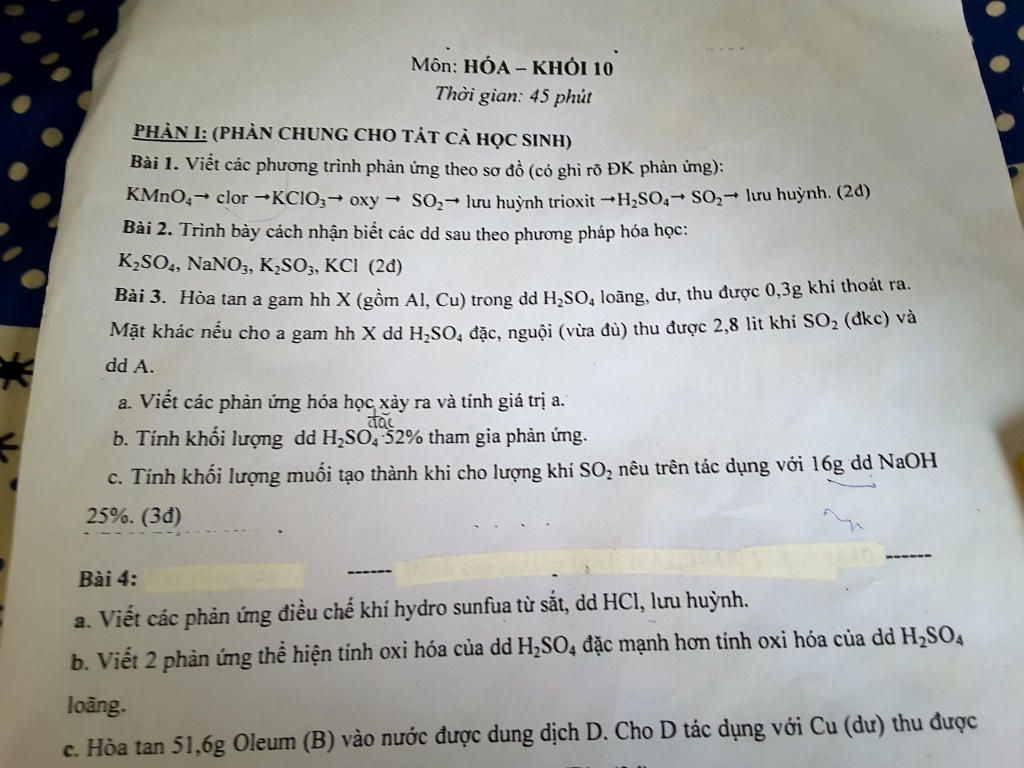 Môn: HÓA – KHỐI 10
Thời gian: 45 phút
PHẦN I: (PHẦN CHUNG CHO TẤT CẢ HỌC SINH)
Bài 1. Viết các phương trình phản ứng theo sơ đồ (có ghi rõ ĐK phản ứng):
KMnO₄→ clor →KClO₃→ oxy → SO₂→ lưu huỳnh trioxit →H₂SO₄→ SO₂→ lưu huỳnh. (2đ)
Bài 2. Trình bày cách nhận biết các dd sau theo phương pháp hóa học:
K₂SO₄, NaNO₃, K₂SO₃, KCl (2đ)
Bài 3. Hòa tan a gam hh X (gồm Al, Cu) trong dd H₂SO₄ loãng, dư, thu được 0,3g khí thoát ra.
Mặt khác nếu cho a gam hh X dd H₂SO₄ đặc, nguội (vừa đủ) thu được 2,8 lit khí SO₂ (đkc) và
dd A.
a. Viết các phản ứng hóa học xảy ra và tính giá trị a.
đặc
b. Tính khối lượng dd H₂SO₄ 52% tham gia phản ứng.
c. Tính khối lượng muối tạo thành khi cho lượng khí SO₂ nêu trên tác dụng với 16g dd NaOH
25%. (3đ)
Bài 4:
a. Viết các phản ứng điều chế khí hydro sunfua từ sắt, dd HCl, lưu huỳnh.
b. Viết 2 phản ứng thể hiện tính oxi hóa của dd H₂SO₄ đặc mạnh hơn tính oxi hóa của dd H₂SO₄
loãng.
c. Hòa tan 51,6g Oleum (B) vào nước được dung dịch D. Cho D tác dụng với Cu (dư) thu được